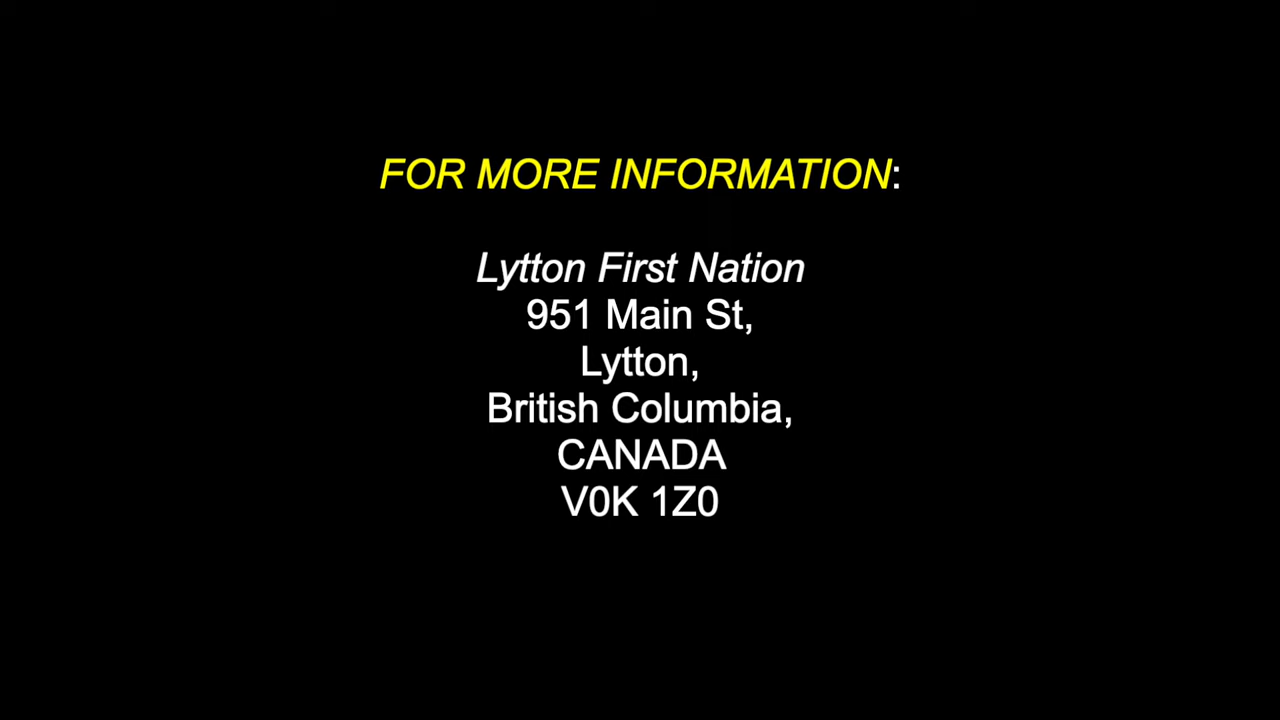 FOR MORE INFORMATION:
Lytton First Nation
951 Main St,
Lytton,
British Columbia,
CANADA
V0K 1Z0